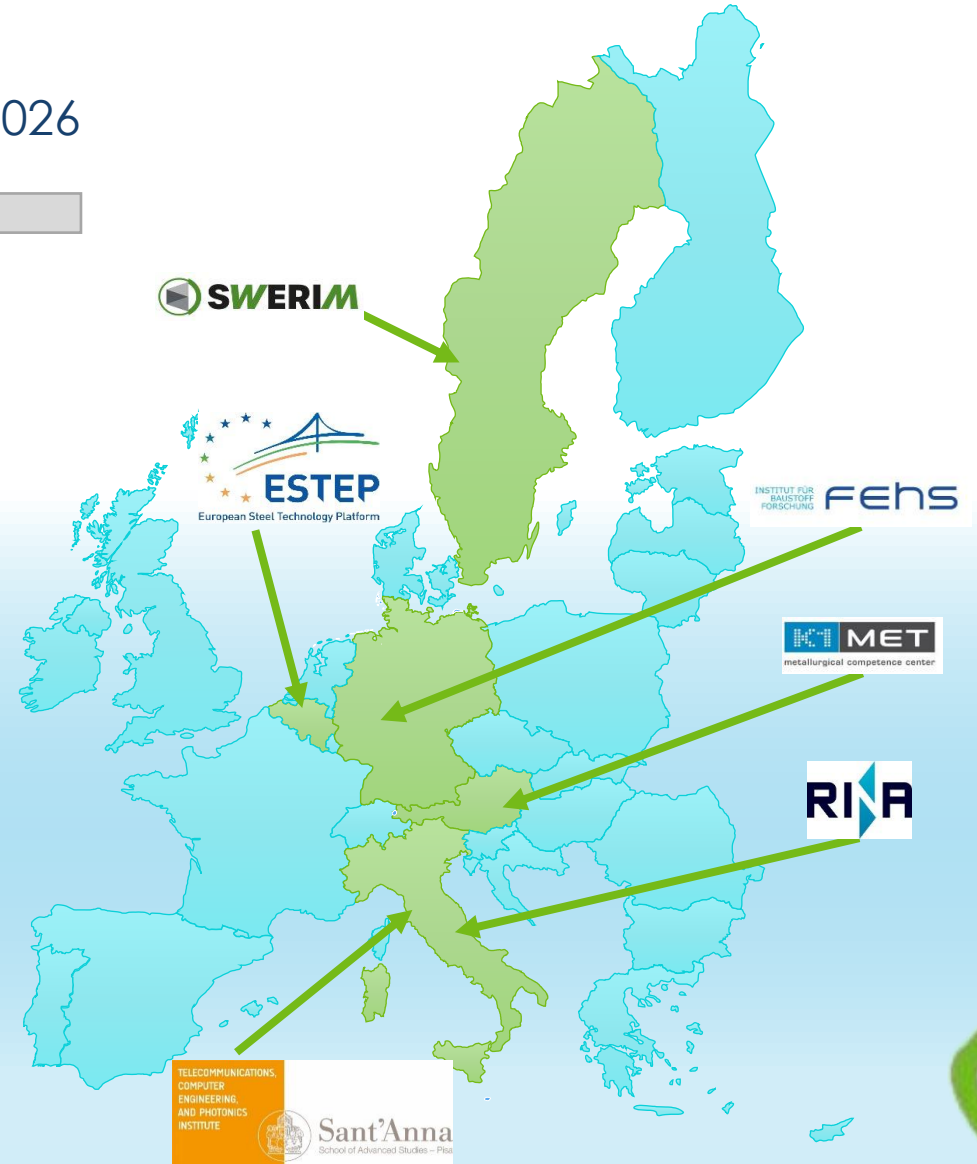 026
SWERIM
ESTEP
European Steel Technology Platform
INSTITUT FÜR
BAUSTOFF
FORSCHUNG
FEhS
K1 MET
metallurgical competence center
RINA
TELECOMMUNICATIONS,
COMPUTER
ENGINEERING,
AND PHOTONICS
INSTITUTE
Sant'Anna
School of Advanced Studies – Pisa